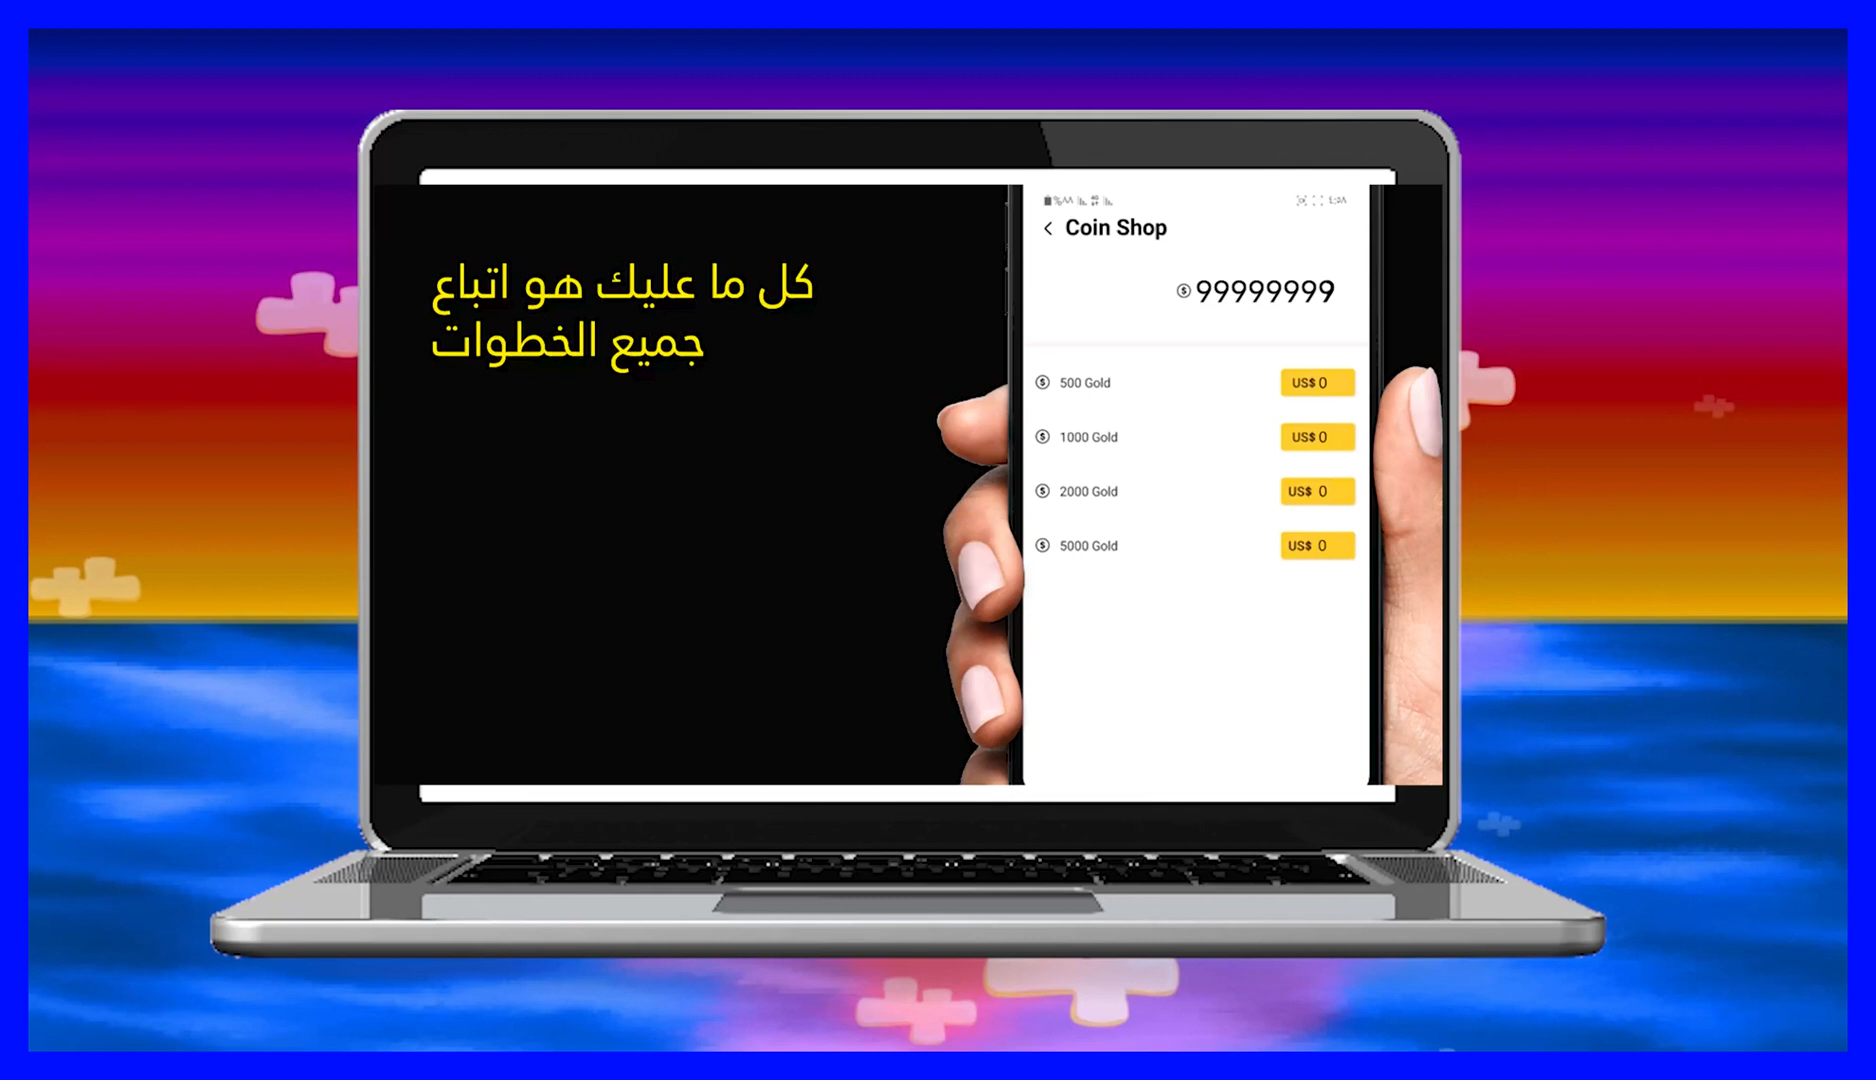 كل ما عليك هو اتباع
جميع الخطوات
Coin Shop
99999999
500 Gold US$ 0
1000 Gold US$ 0
2000 Gold US$ 0
5000 Gold US$ 0